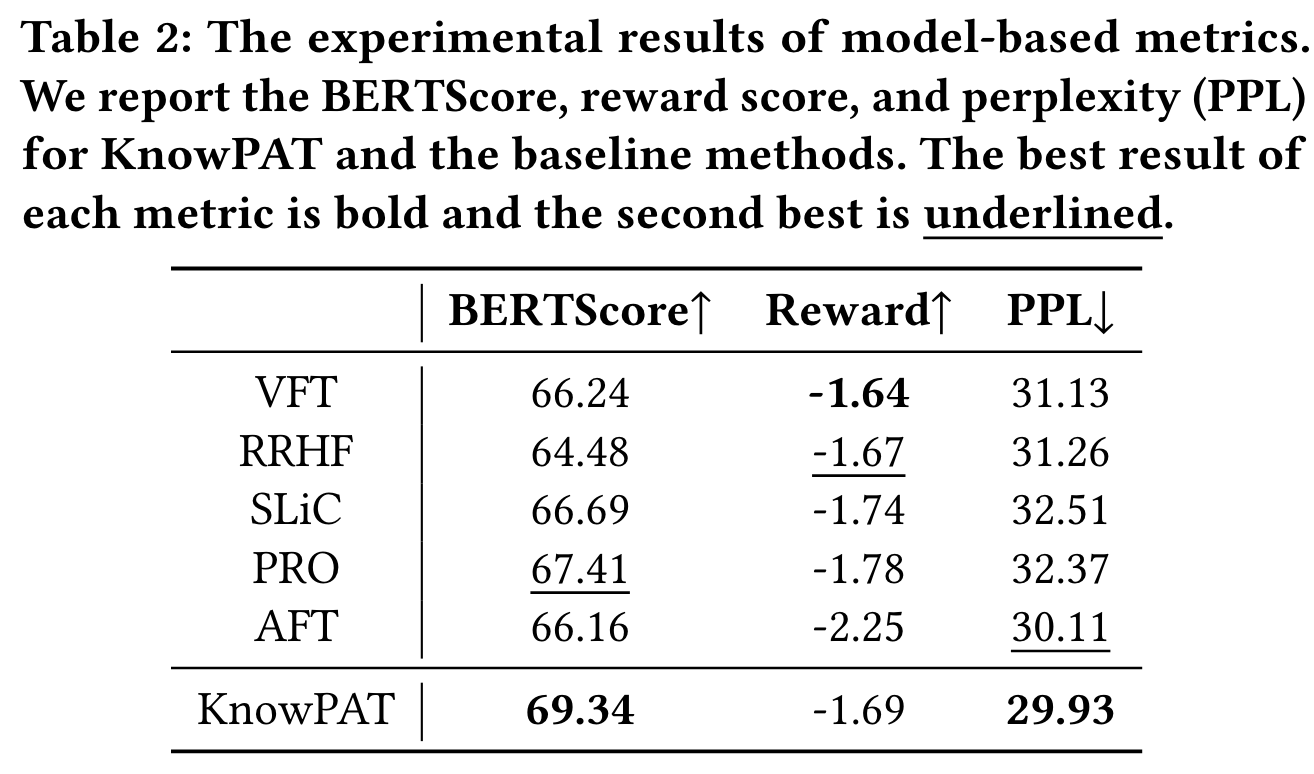 Table 2: The experimental results of model-based metrics.
We report the BERTScore, reward score, and perplexity (PPL)
for KnowPAT and the baseline methods. The best result of
each metric is bold and the second best is underlined.
BERTScore↑ Reward↑ PPL↓
VFT 66.24 -1.64 31.13
RRHF 64.48 -1.67 31.26
SLiC 66.69 -1.74 32.51
PRO 67.41 -1.78 32.37
AFT 66.16 -2.25 30.11
KnowPAT 69.34 -1.69 29.93